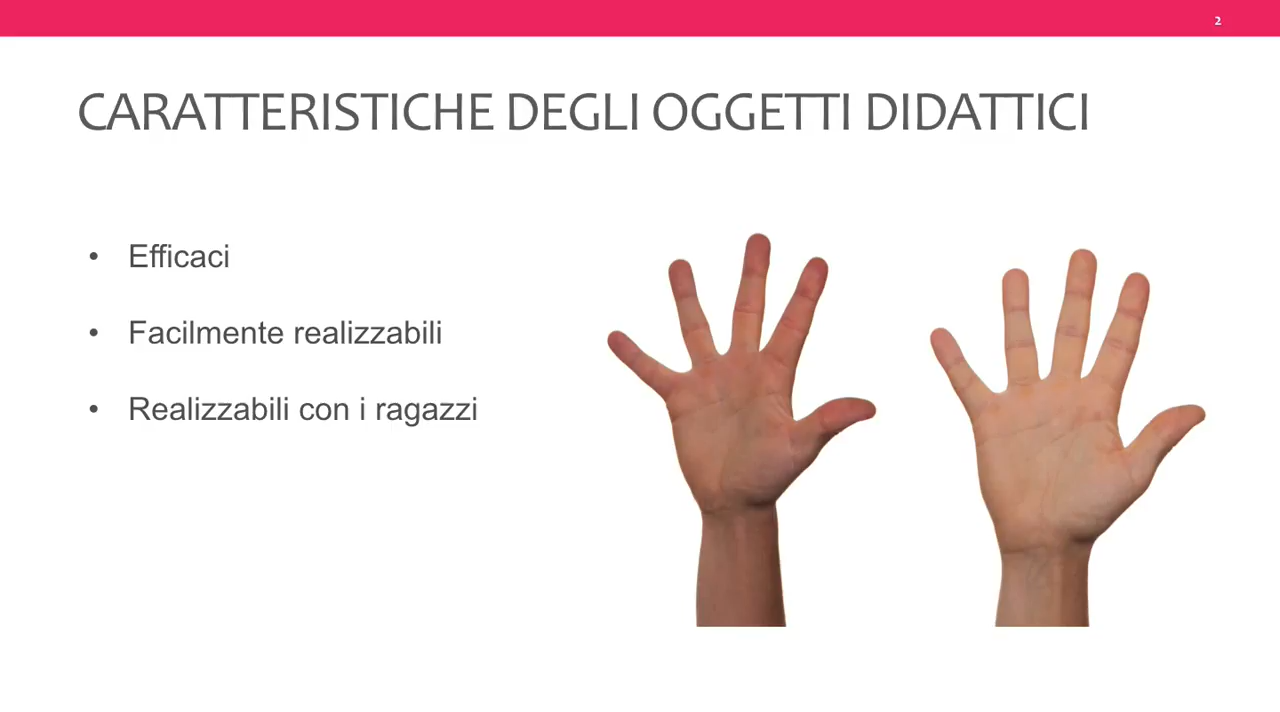 2
CARATTERISTICHE DEGLI OGGETTI DIDATTICI
• Efficaci
• Facilmente realizzabili
• Realizzabili con i ragazzi